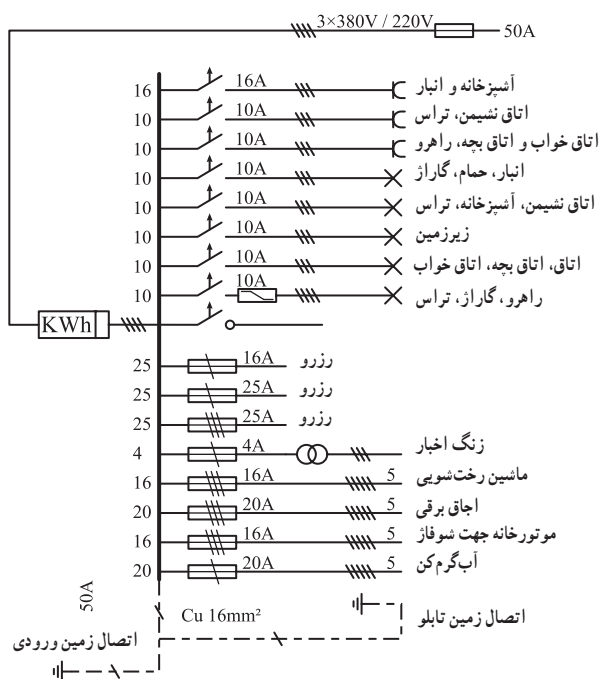 3×380V / 220V 50A
16 16A آشپزخانه و انبار
10 10A اتاق نشیمن، تراس
10 10A اتاق خواب و اتاق بچه، راهرو
10 10A انبار، حمام، گاراژ
10 10A اتاق نشیمن، آشپزخانه، تراس
10 10A زیرزمین
10 10A اتاق، اتاق بچه، اتاق خواب
10 10A راهرو، گاراژ، تراس
KWh
25 16A رزرو
25 25A رزرو
25 25A رزرو
4 4A زنگ اخبار
16 16A 5 ماشین رخت‌شویی
20 20A 5 اجاق برقی
16 16A 5 موتورخانه جهت شوفاژ
20 20A 5 آب‌گرم‌کن
50A
Cu 16mm² اتصال زمین تابلو
اتصال زمین ورودی